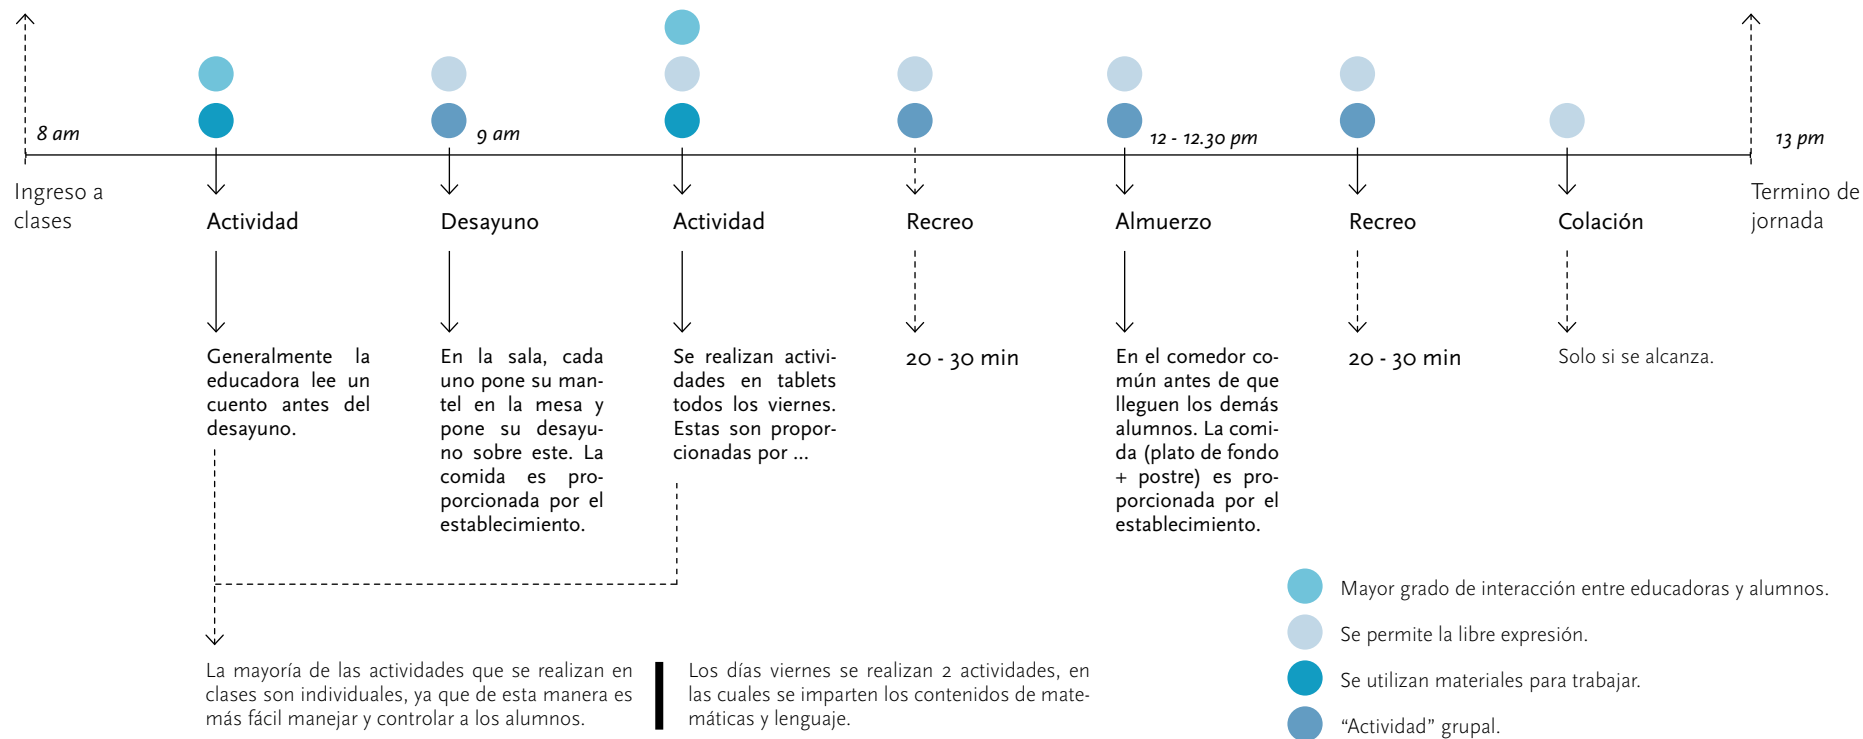 8 am
9 am
12 - 12.30 pm
13 pm
Ingreso a
clases
Actividad
Desayuno
Actividad
Recreo
Almuerzo
Recreo
Colación
Termino de
jornada
Generalmente la
educadora lee un
cuento antes del
desayuno.
En la sala, cada
uno pone su man-
tel en la mesa y
pone su desayu-
no sobre este. La
comida es pro-
porcionada por el
establecimiento.
Se realizan activi-
dades en tablets
todos los viernes.
Estas son propor-
cionadas por ...
20 - 30 min
En el comedor co-
mún antes de que
lleguen los demás
alumnos. La comi-
da (plato de fondo
+ postre) es pro-
porcionada por el
establecimiento.
20 - 30 min
Solo si se alcanza.
La mayoría de las actividades que se realizan en
clases son individuales, ya que de esta manera es
más fácil manejar y controlar a los alumnos.
Los días viernes se realizan 2 actividades, en
las cuales se imparten los contenidos de mate-
máticas y lenguaje.
Mayor grado de interacción entre educadoras y alumnos.
Se permite la libre expresión.
Se utilizan materiales para trabajar.
“Actividad” grupal.